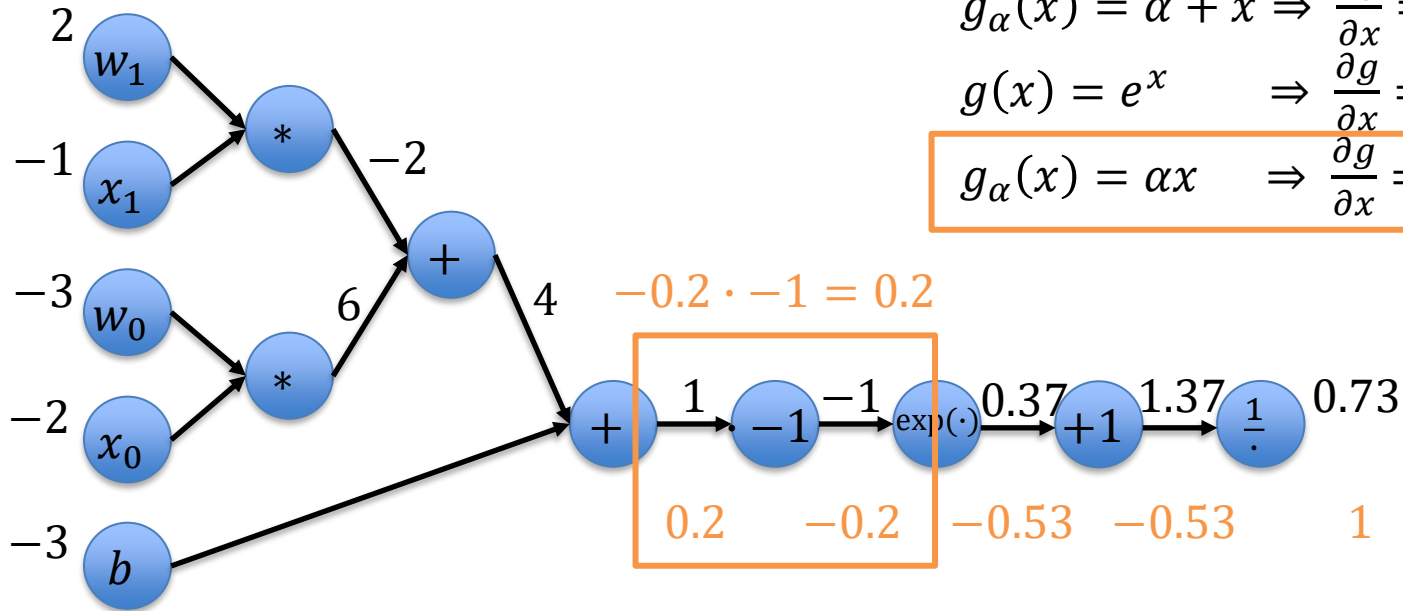 g_α(x) = α + x ⇒ ∂x =
g(x) = e^x ⇒ ∂g/∂x =
g_α(x) = αx ⇒ ∂g/∂x =
2
w₁
*
−1
x₁
−2
+
−3
w₀
6
4
−0.2 · −1 = 0.2
*
−2
x₀
+
1
· −1
−1
exp(·)
0.37
+1
1.37
1/·
0.73
0.2
−0.2
−0.53
−0.53
1
−3
b